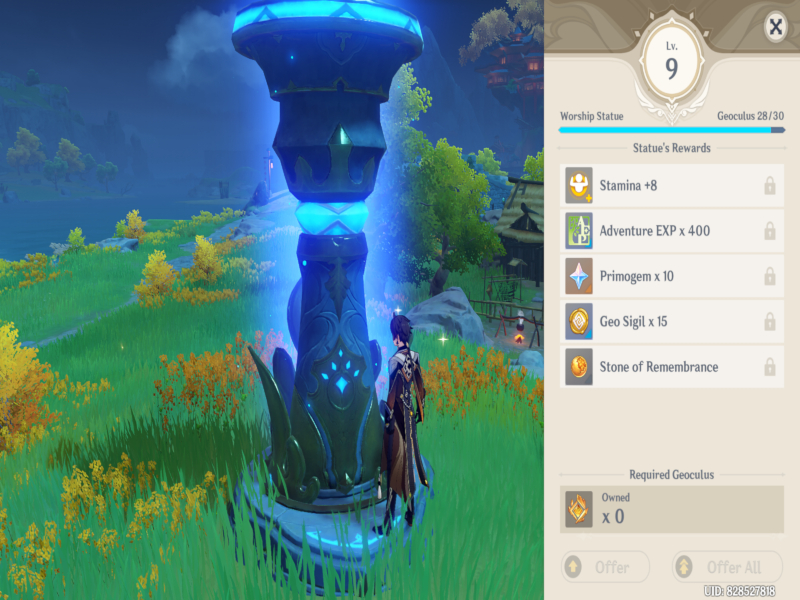 Lv.
9
Worship Statue
Geoculus 28/30
Statue's Rewards
Stamina +8
Adventure EXP x 400
Primogem x 10
Geo Sigil x 15
Stone of Remembrance
Required Geoculus
Owned
x 0
Offer
Offer All
UID: 828527818